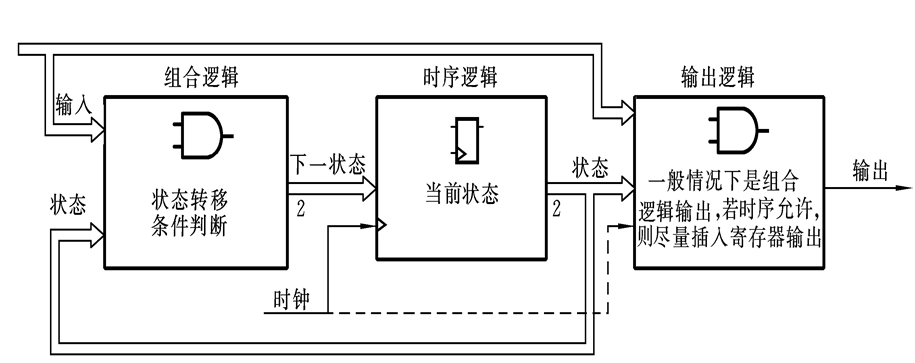 组合逻辑
时序逻辑
输出逻辑
输入
状态
状态转移
条件判断
下一状态
2
当前状态
状态
2
一般情况下是组合
逻辑输出,若时序允许,
则尽量插入寄存器输出
输出
时钟